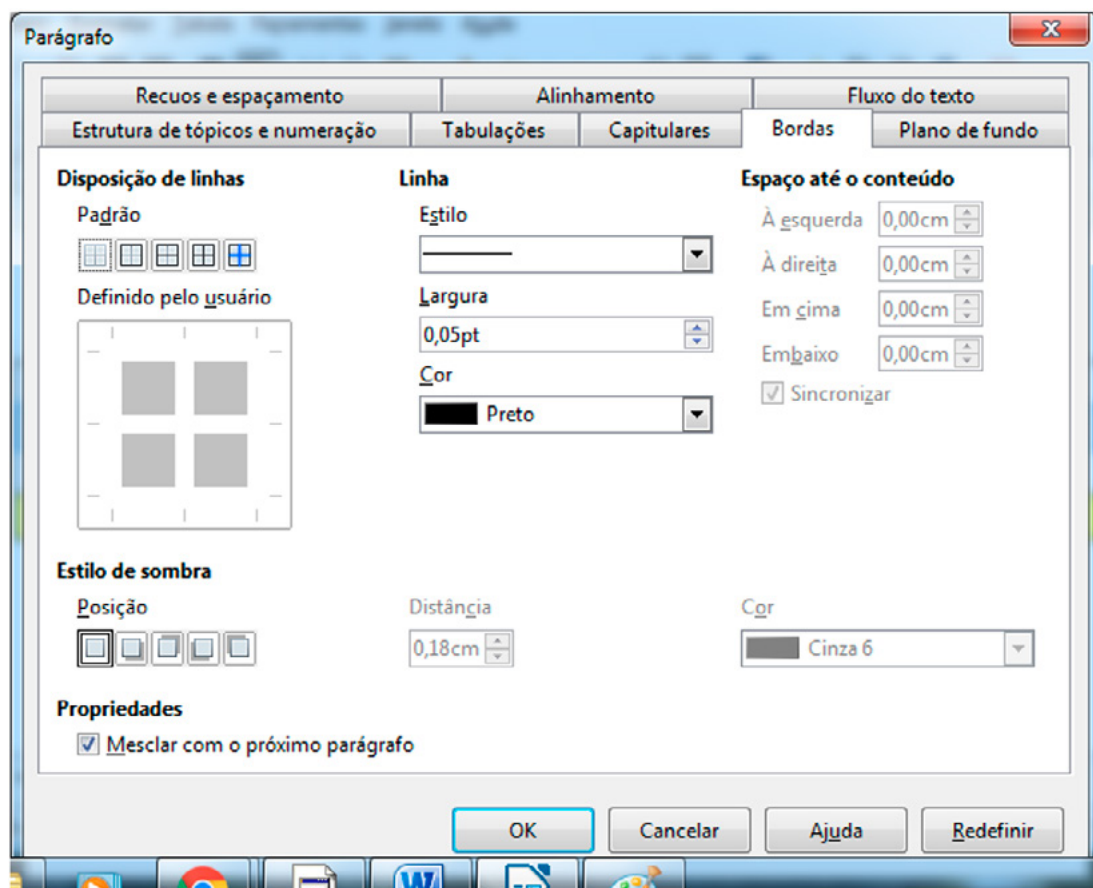 Parágrafo
Recuos e espaçamento Alinhamento Fluxo do texto
Estrutura de tópicos e numeração Tabulações Capitulares Bordas Plano de fundo
Disposição de linhas
Padrão
Definido pelo usuário
Linha
Estilo
Largura
0,05pt
Cor
Preto
Espaço até o conteúdo
À esquerda 0,00cm
À direita 0,00cm
Em cima 0,00cm
Embaixo 0,00cm
Sincronizar
Estilo de sombra
Posição
Distância
0,18cm
Cor
Cinza 6
Propriedades
Mesclar com o próximo parágrafo
OK Cancelar Ajuda Redefinir
W